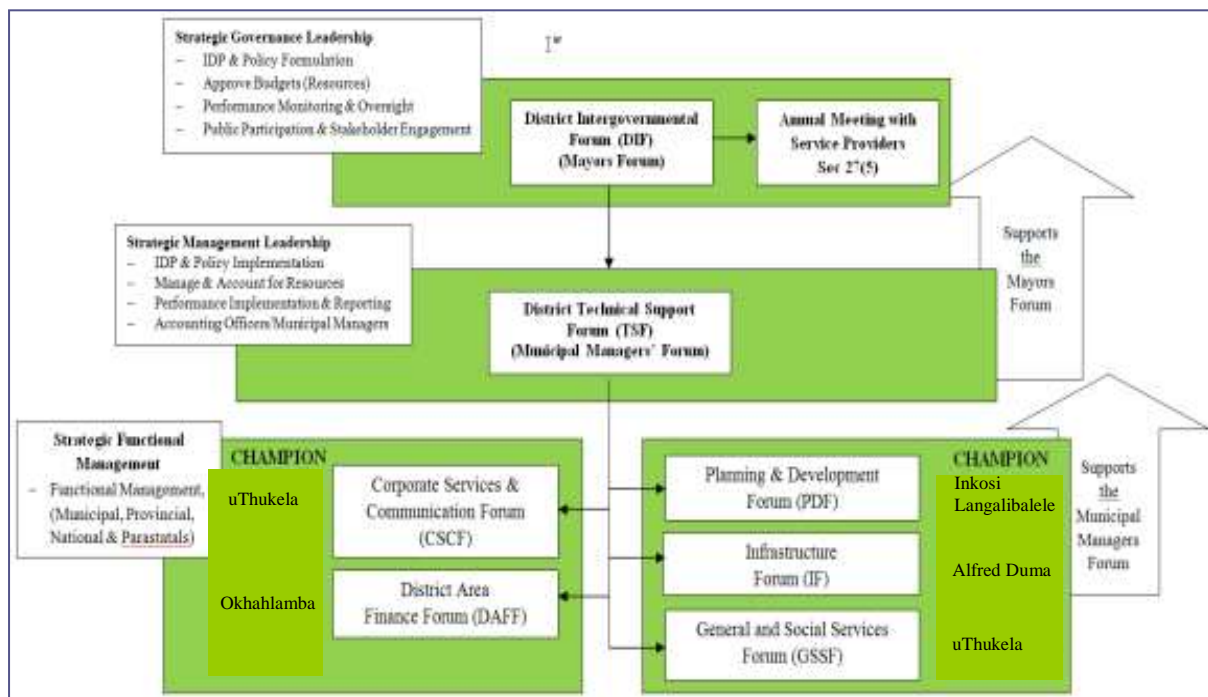 Strategic Governance Leadership
– IDP & Policy Formulation
– Approve Budgets (Resources)
– Performance Monitoring & Oversight
– Public Participation & Stakeholder Engagement
District Intergovernmental
Forum (DIF)
(Mayors Forum)
Annual Meeting with
Service Providers
Sec 27(5)
Supports
the
Mayors
Forum
Strategic Management Leadership
– IDP & Policy Implementation
– Manage & Account for Resources
– Performance Implementation & Reporting
– Accounting Officers/Municipal Managers
District Technical Support
Forum (TSF)
(Municipal Managers' Forum)
Strategic Functional
Management
– Functional Management,
(Municipal, Provincial,
National & Parastatals)
CHAMPION
uThukela
Corporate Services &
Communication Forum
(CSCF)
Okhahlamba
District Area
Finance Forum (DAFF)
Planning & Development
Forum (PDF)
Infrastructure
Forum (IF)
General and Social Services
Forum (GSSF)
CHAMPION
Inkosi
Langalibalele
Alfred Duma
uThukela
Supports
the
Municipal
Managers
Forum